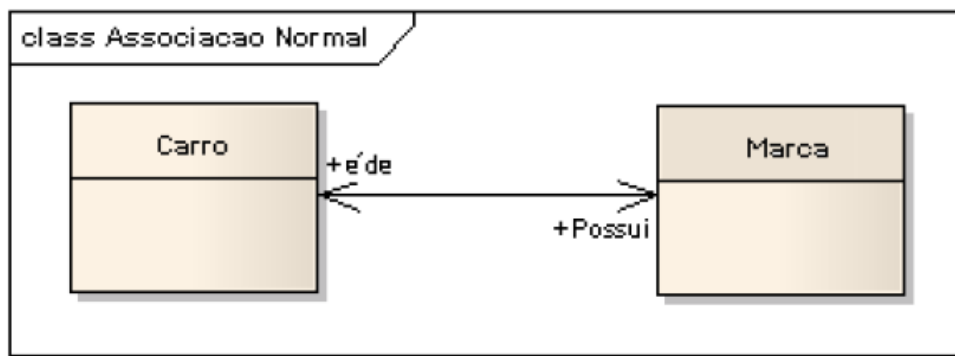 class Associacao Normal
Carro
Marca
+e´de
+Possui